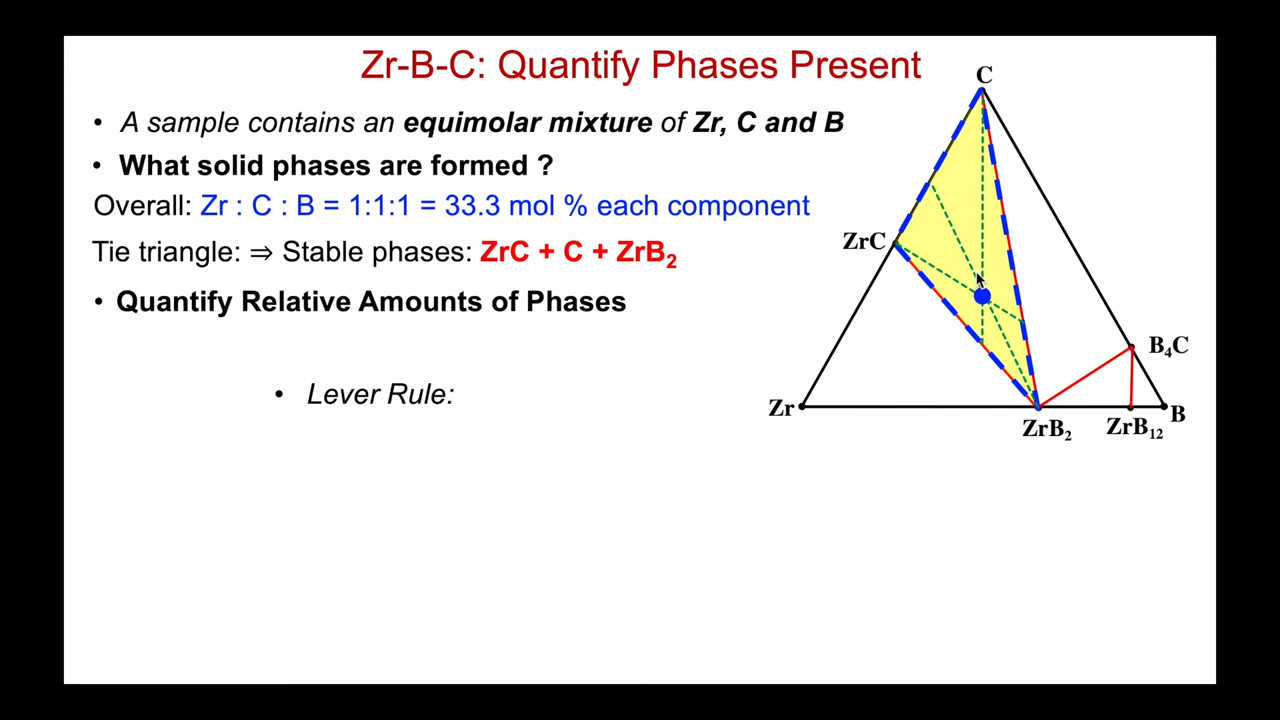 Zr-B-C: Quantify Phases Present
• A sample contains an equimolar mixture of Zr, C and B
• What solid phases are formed ?
Overall: Zr : C : B = 1:1:1 = 33.3 mol % each component
Tie triangle: ⇒ Stable phases: ZrC + C + ZrB₂
• Quantify Relative Amounts of Phases
• Lever Rule:
C
ZrC
B₄C
Zr
B
ZrB₂
ZrB₁₂